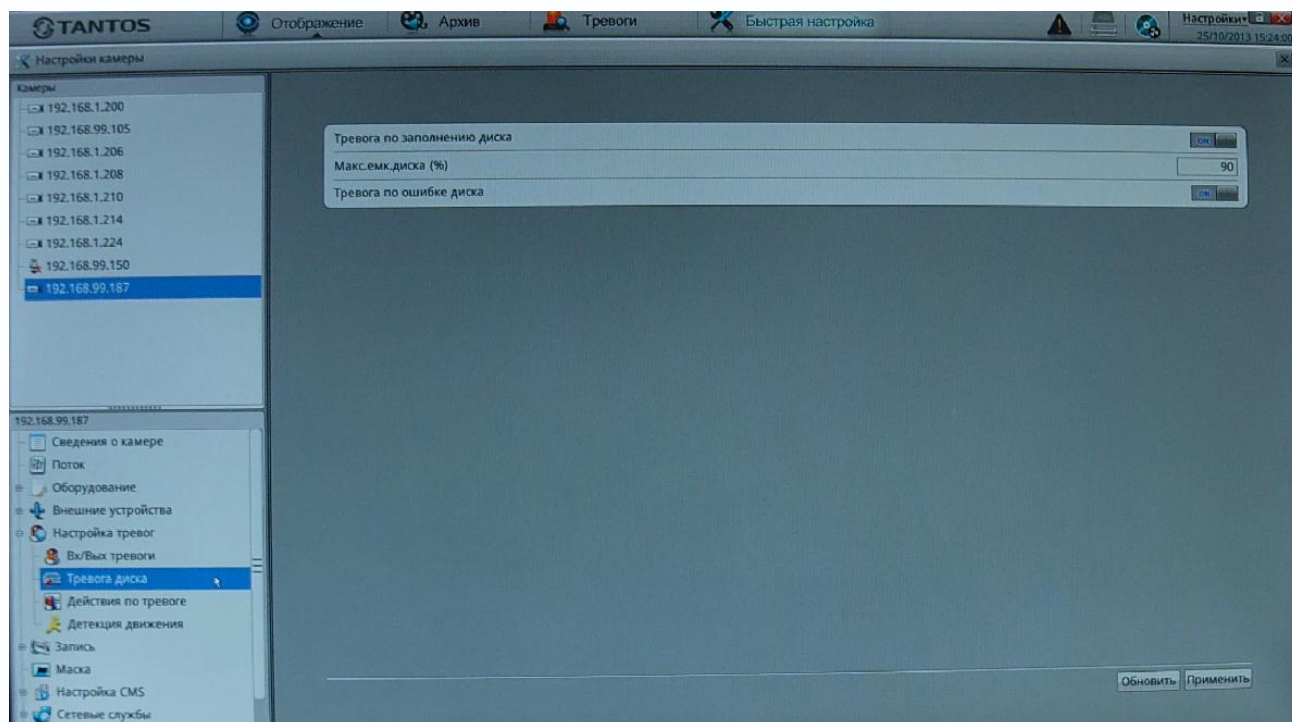 TANTOS
Отображение
Архив
Тревоги
Быстрая настройка
Настройки
25/10/2013 15:24:00
Настройки камеры
Камеры
192.168.1.200
192.168.99.105
192.168.1.206
192.168.1.208
192.168.1.210
192.168.1.214
192.168.1.224
192.168.99.150
192.168.99.187
Тревога по заполнению диска
ON
Макс.емк.диска (%)
90
Тревога по ошибке диска
ON
192.168.99.187
Сведения о камере
Поток
Оборудование
Внешние устройства
Настройка тревог
Вх/Вых тревоги
Тревога диска
Действия по тревоге
Детекция движения
Запись
Маска
Настройка CMS
Сетевые службы
Обновить
Применить